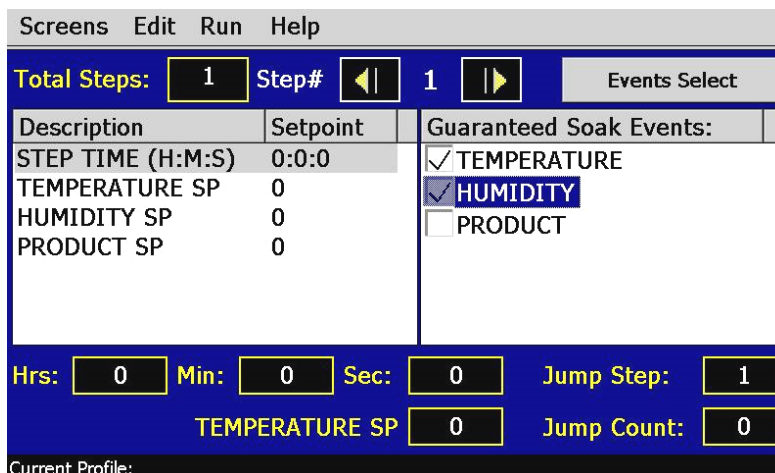 Screens Edit Run Help
Total Steps: 1 Step# 1 Events Select
Description Setpoint Guaranteed Soak Events:
STEP TIME (H:M:S) 0:0:0 TEMPERATURE
TEMPERATURE SP 0 HUMIDITY
HUMIDITY SP 0 PRODUCT
PRODUCT SP 0
Hrs: 0 Min: 0 Sec: 0 Jump Step: 1
TEMPERATURE SP 0 Jump Count: 0
Current Profile: